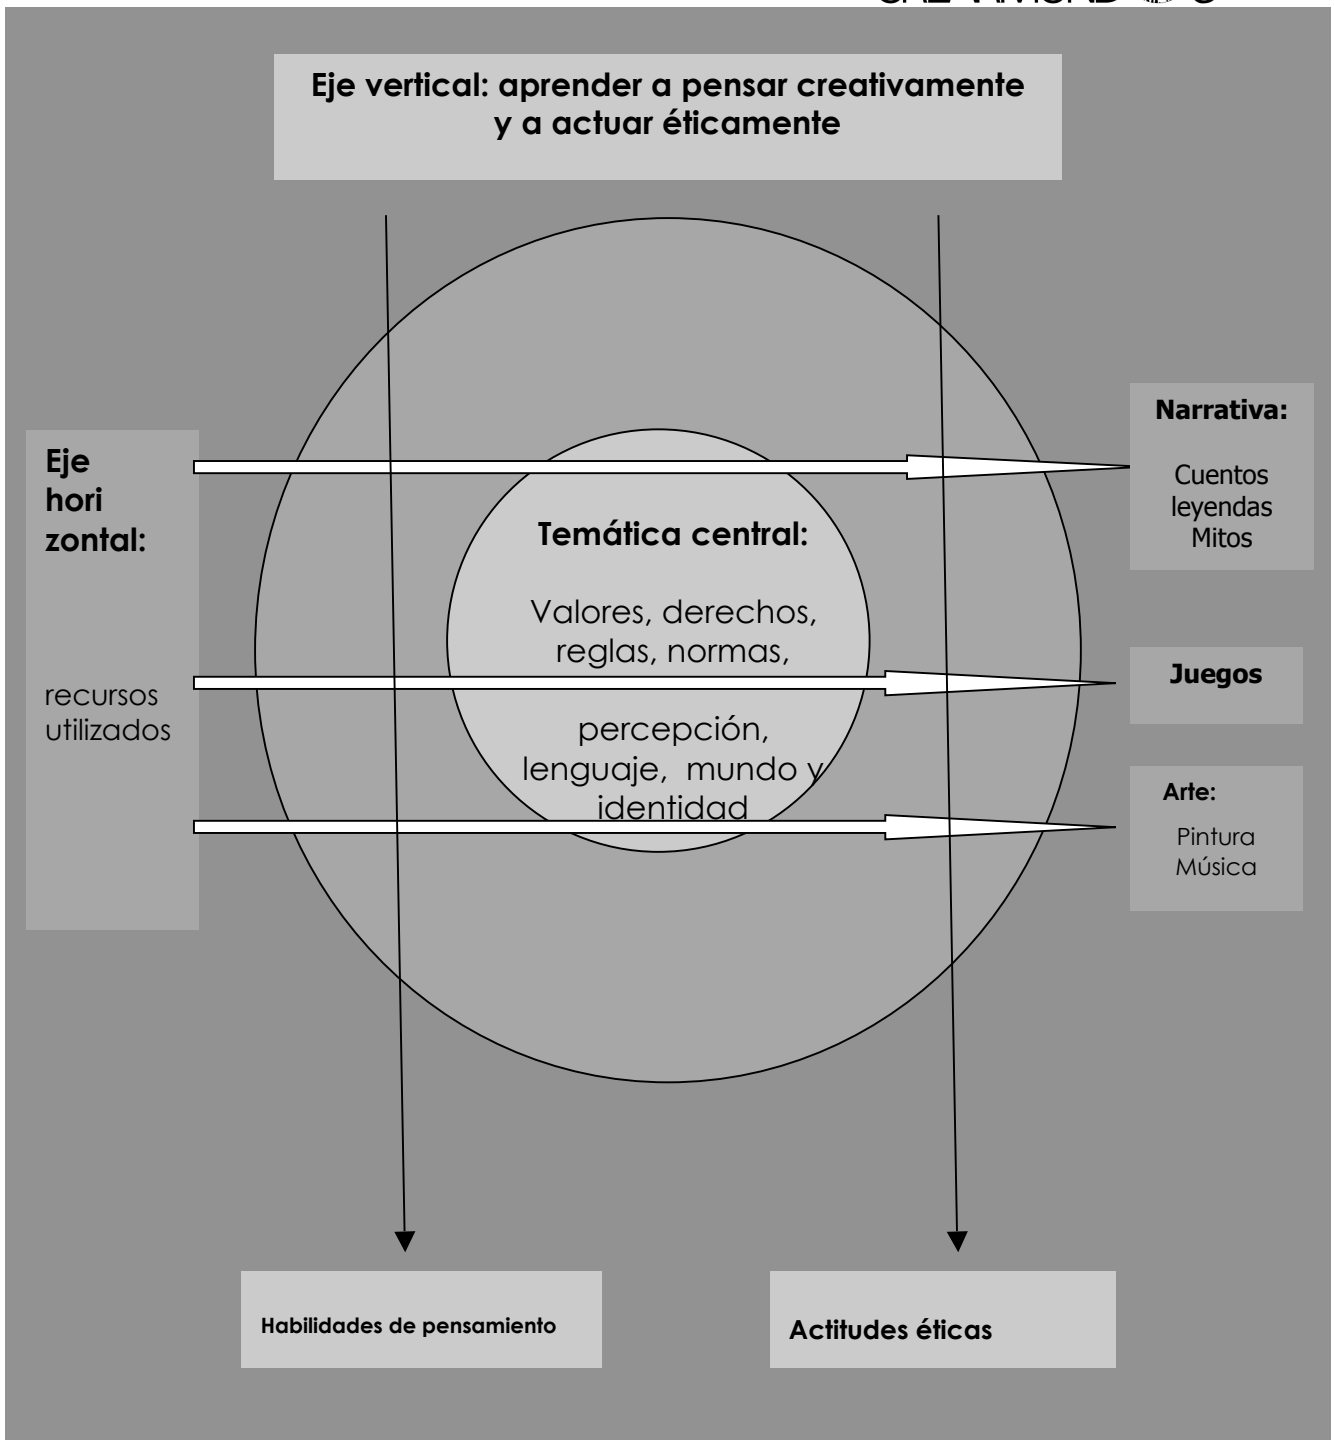 Eje vertical: aprender a pensar creativamente
y a actuar éticamente
Eje
hori
zontal:
recursos
utilizados
Temática central:
Valores, derechos,
reglas, normas,
percepción,
lenguaje, mundo y
identidad
Narrativa:
Cuentos
leyendas
Mitos
Juegos
Arte:
Pintura
Música
Habilidades de pensamiento
Actitudes éticas